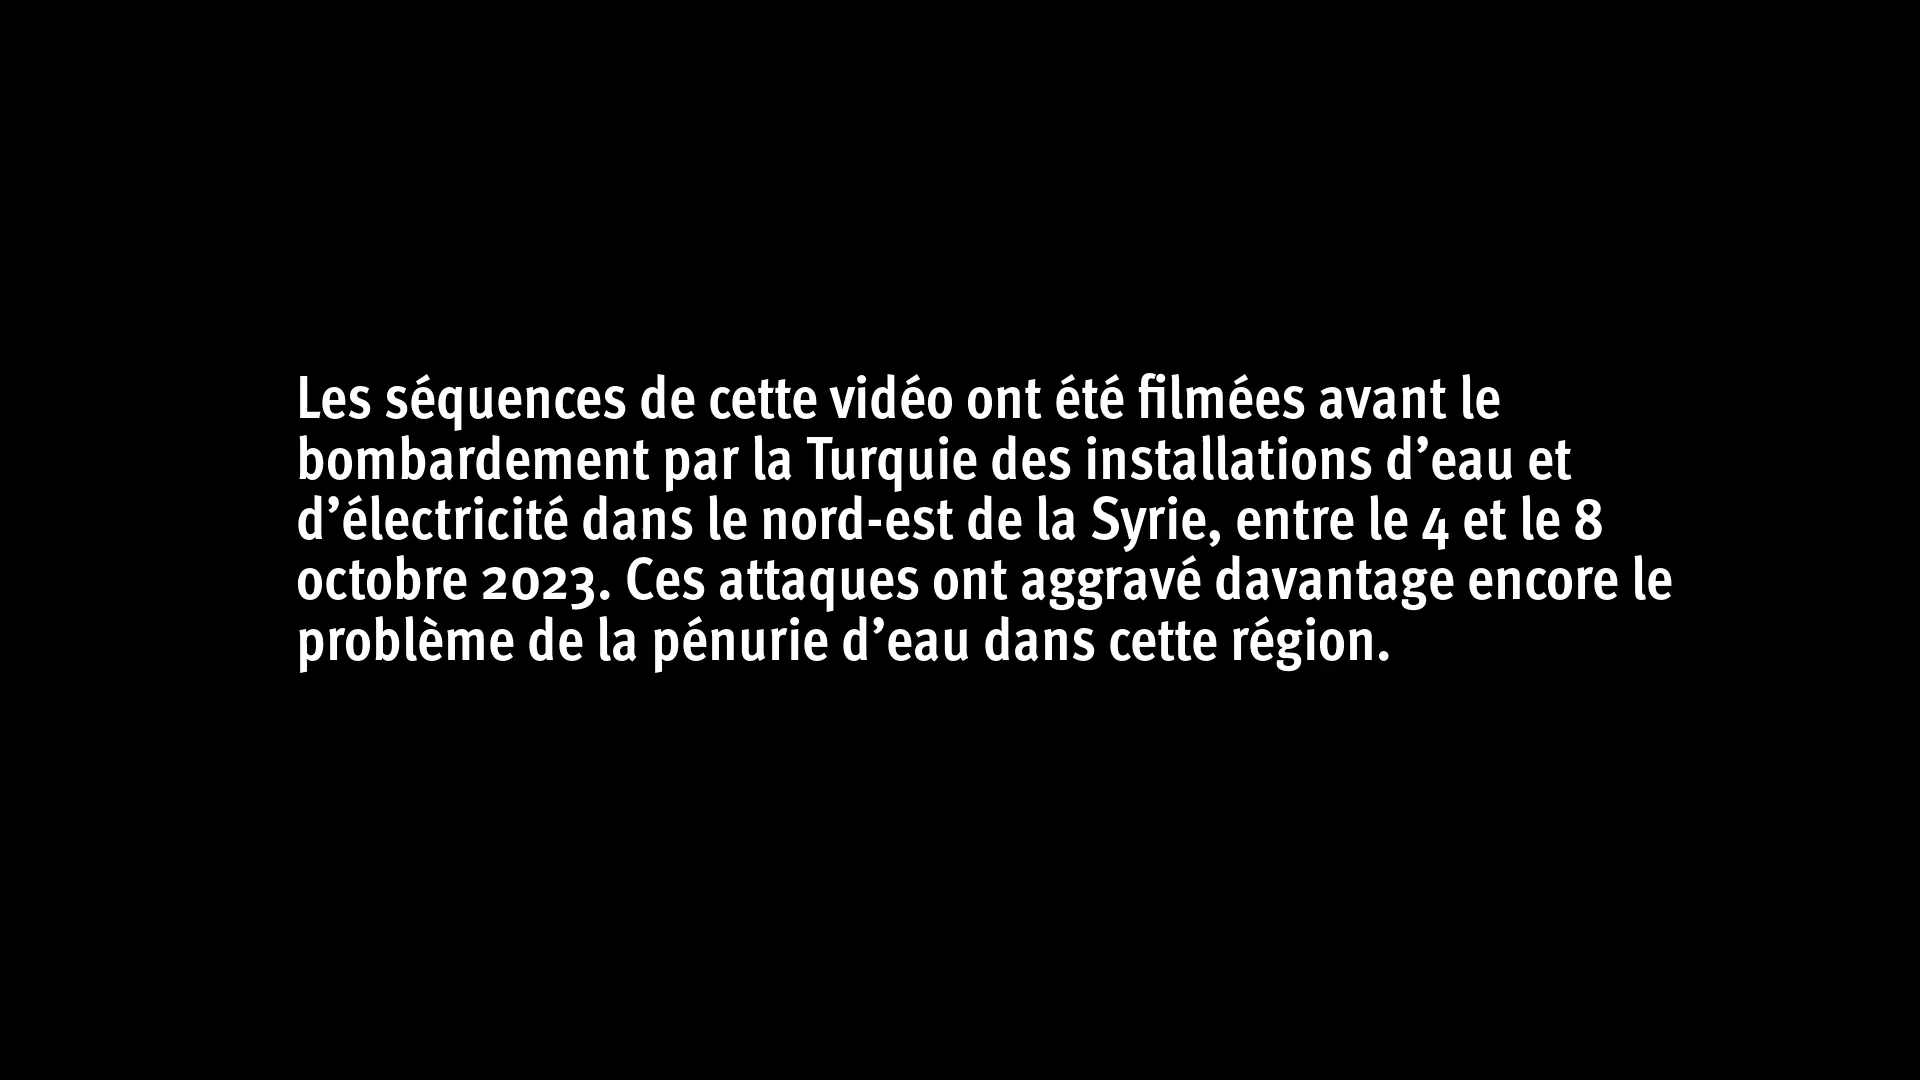 Les séquences de cette vidéo ont été filmées avant le
bombardement par la Turquie des installations d’eau et
d’électricité dans le nord-est de la Syrie, entre le 4 et le 8
octobre 2023. Ces attaques ont aggravé davantage encore le
problème de la pénurie d’eau dans cette région.